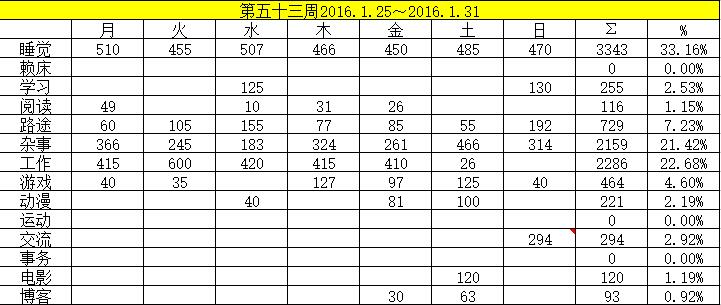 第五十三周2016.1.25～2016.1.31
月 火 水 木 金 土 日 Σ %
睡觉 510 455 507 466 450 485 470 3343 33.16%
赖床 0 0.00%
学习 125 130 255 2.53%
阅读 49 10 31 26 116 1.15%
路途 60 105 155 77 85 55 192 729 7.23%
杂事 366 245 183 324 261 466 314 2159 21.42%
工作 415 600 420 415 410 26 2286 22.68%
游戏 40 35 127 97 125 40 464 4.60%
动漫 40 81 100 221 2.19%
运动 0 0.00%
交流 294 294 2.92%
事务 0 0.00%
电影 120 120 1.19%
博客 30 63 93 0.92%